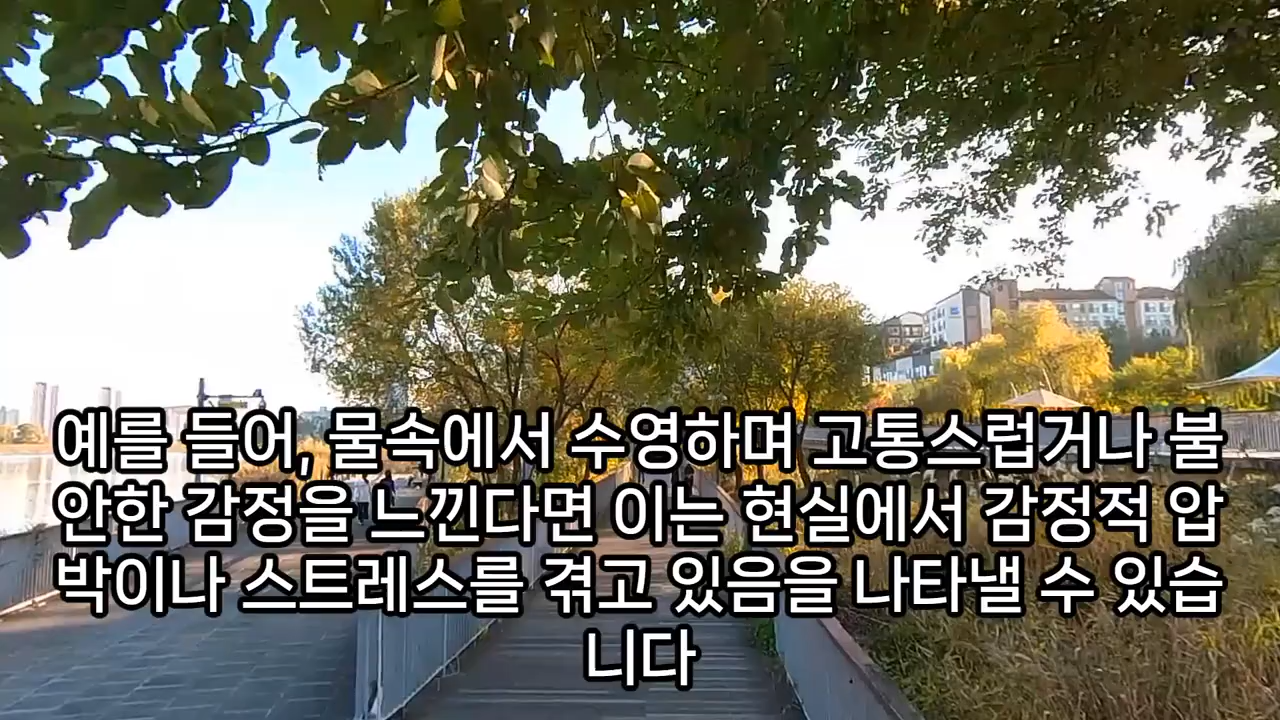 예를 들어, 물속에서 수영하며 고통스럽거나 불
안한 감정을 느낀다면 이는 현실에서 감정적 압
박이나 스트레스를 겪고 있음을 나타낼 수 있습
니다